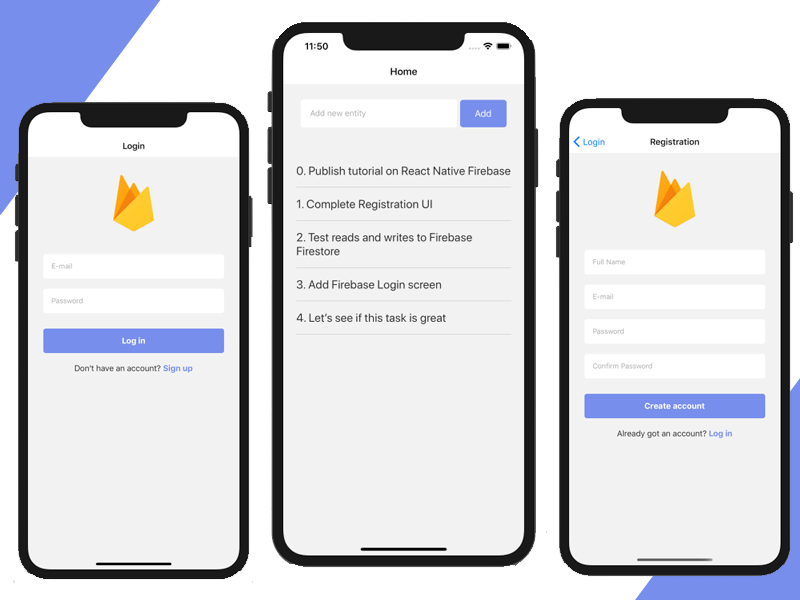 Login
E-mail
Password
Log in
Don't have an account? Sign up
11:50
Home
Add new entity
Add
0. Publish tutorial on React Native Firebase
1. Complete Registration UI
2. Test reads and writes to Firebase
Firestore
3. Add Firebase Login screen
4. Let's see if this task is great
Login
Registration
Full Name
E-mail
Password
Confirm Password
Create account
Already got an account? Log in